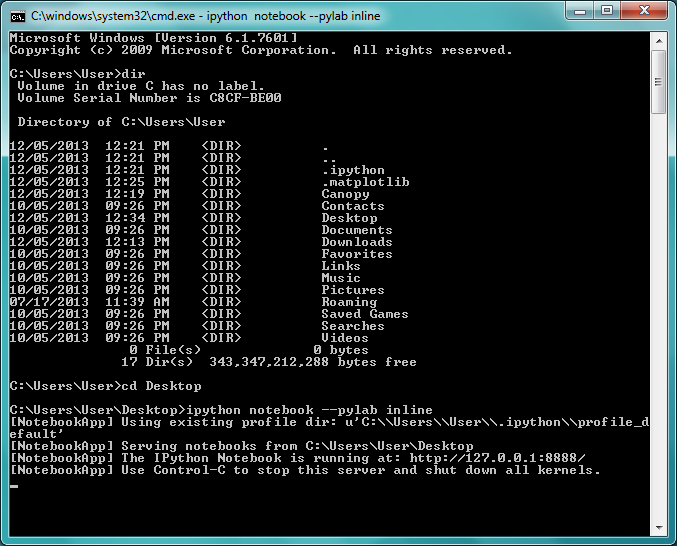 C:\windows\system32\cmd.exe - ipython  notebook --pylab inline
Microsoft Windows [Version 6.1.7601]
Copyright (c) 2009 Microsoft Corporation.  All rights reserved.
C:\Users\User>dir
 Volume in drive C has no label.
 Volume Serial Number is C8CF-BE00
 Directory of C:\Users\User
12/05/2013  12:21 PM    <DIR>          .
12/05/2013  12:21 PM    <DIR>          ..
12/05/2013  12:21 PM    <DIR>          .ipython
12/05/2013  12:25 PM    <DIR>          .matplotlib
12/05/2013  12:19 PM    <DIR>          Canopy
10/05/2013  09:26 PM    <DIR>          Contacts
12/05/2013  12:34 PM    <DIR>          Desktop
10/05/2013  09:26 PM    <DIR>          Documents
12/05/2013  12:13 PM    <DIR>          Downloads
10/05/2013  09:26 PM    <DIR>          Favorites
10/05/2013  09:26 PM    <DIR>          Links
10/05/2013  09:26 PM    <DIR>          Music
10/05/2013  09:26 PM    <DIR>          Pictures
07/17/2013  11:39 AM    <DIR>          Roaming
10/05/2013  09:26 PM    <DIR>          Saved Games
10/05/2013  09:26 PM    <DIR>          Searches
10/05/2013  09:26 PM    <DIR>          Videos
               0 File(s)              0 bytes
              17 Dir(s)  343,347,212,288 bytes free
C:\Users\User>cd Desktop
C:\Users\User\Desktop>ipython notebook --pylab inline
[NotebookApp] Using existing profile dir: u'C:\\Users\\User\\.ipython\\profile_d
efault'
[NotebookApp] Serving notebooks from C:\Users\User\Desktop
[NotebookApp] The IPython Notebook is running at: http://127.0.0.1:8888/
[NotebookApp] Use Control-C to stop this server and shut down all kernels.